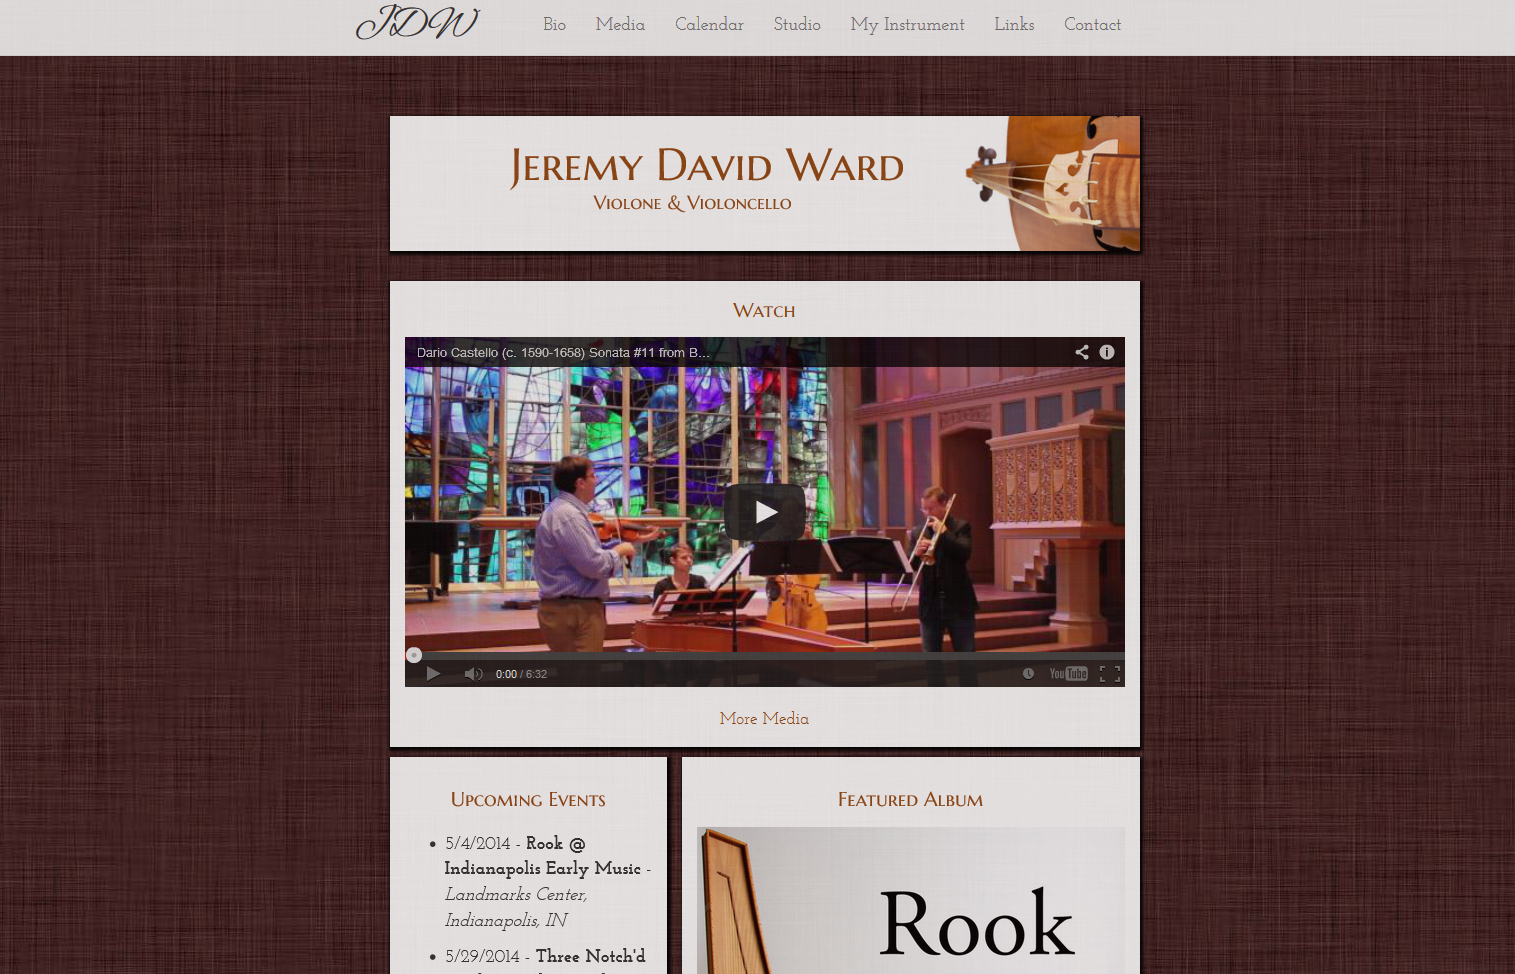 JDW
Bio Media Calendar Studio My Instrument Links Contact
Jeremy David Ward
Violone & Violoncello
Watch
Dario Castello (c. 1590-1658) Sonata #11 from B...
0:00 / 6:32
YouTube
More Media
Upcoming Events
5/4/2014 - Rook @
Indianapolis Early Music -
Landmarks Center,
Indianapolis, IN
5/29/2014 - Three Notch'd
Featured Album
Rook